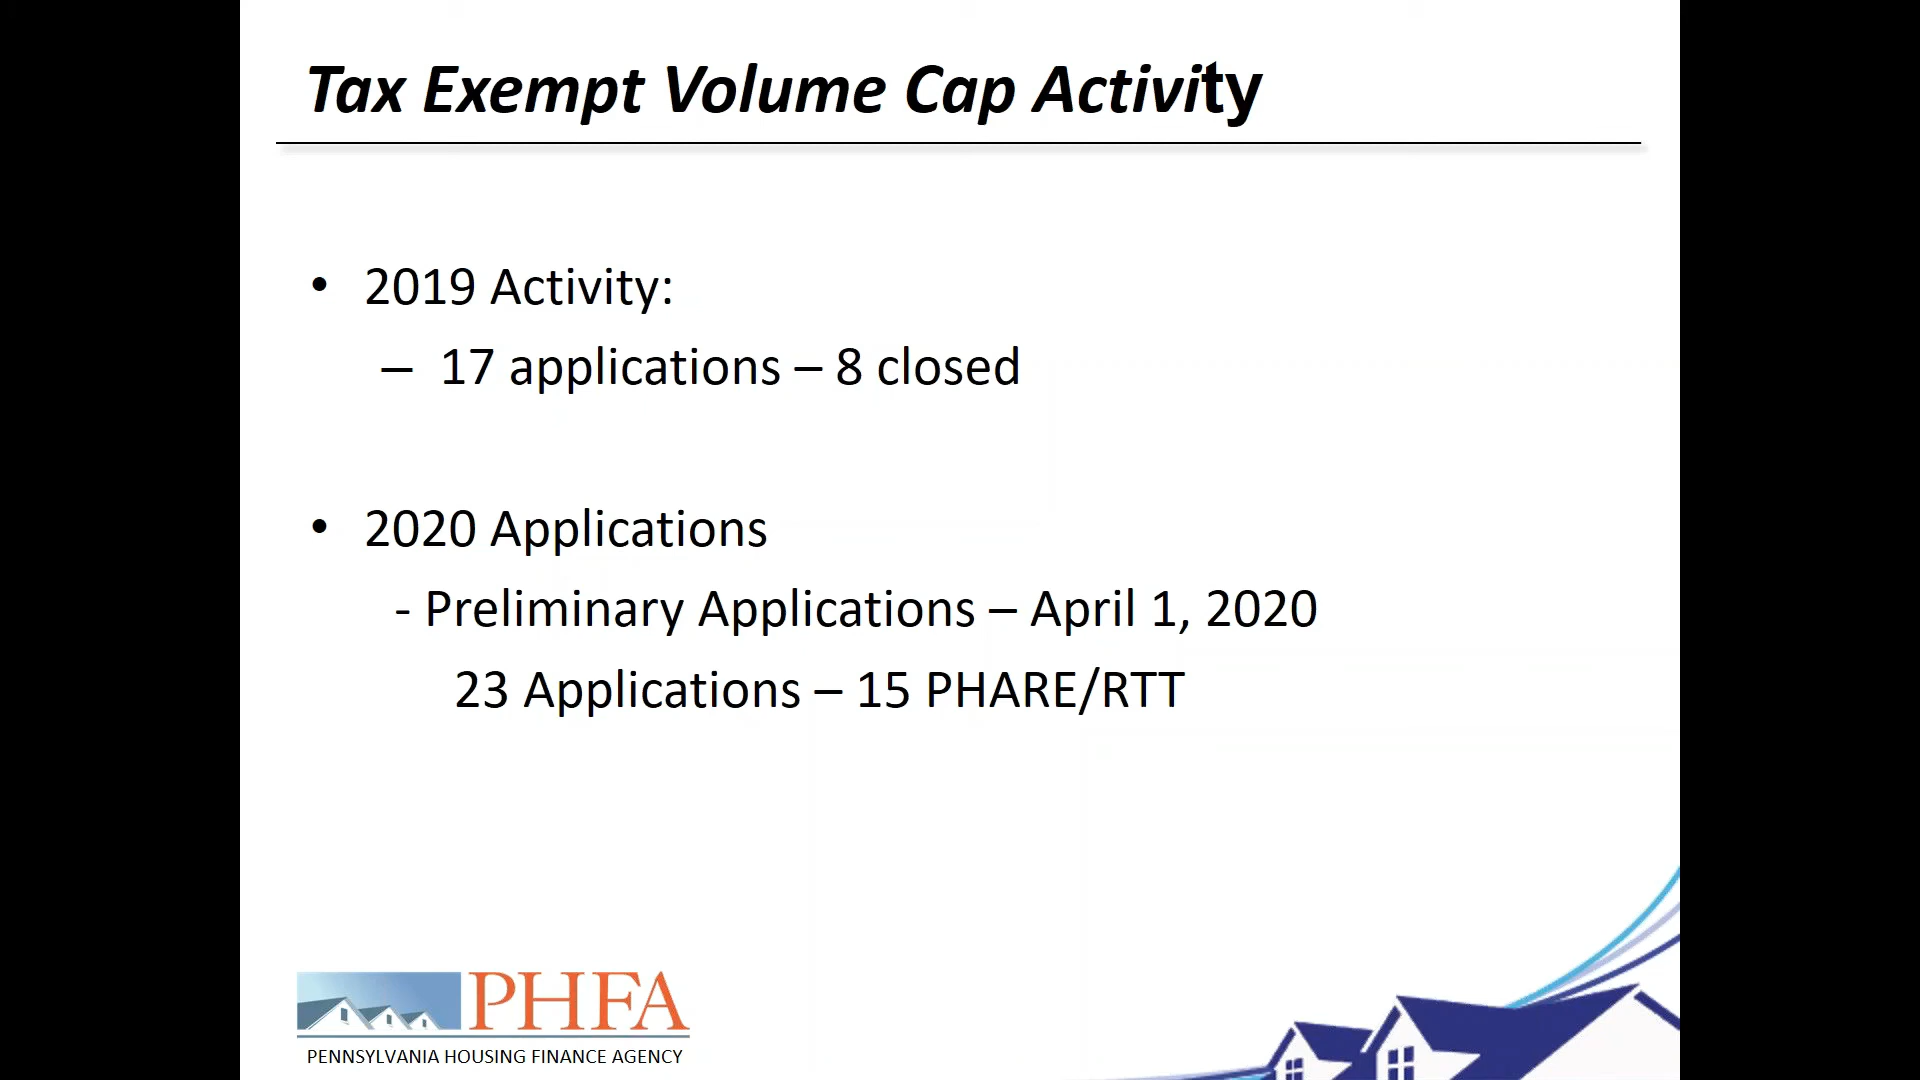 Tax Exempt Volume Cap Activity
• 2019 Activity:
– 17 applications – 8 closed
• 2020 Applications
- Preliminary Applications – April 1, 2020
23 Applications – 15 PHARE/RTT
PHFA
PENNSYLVANIA HOUSING FINANCE AGENCY